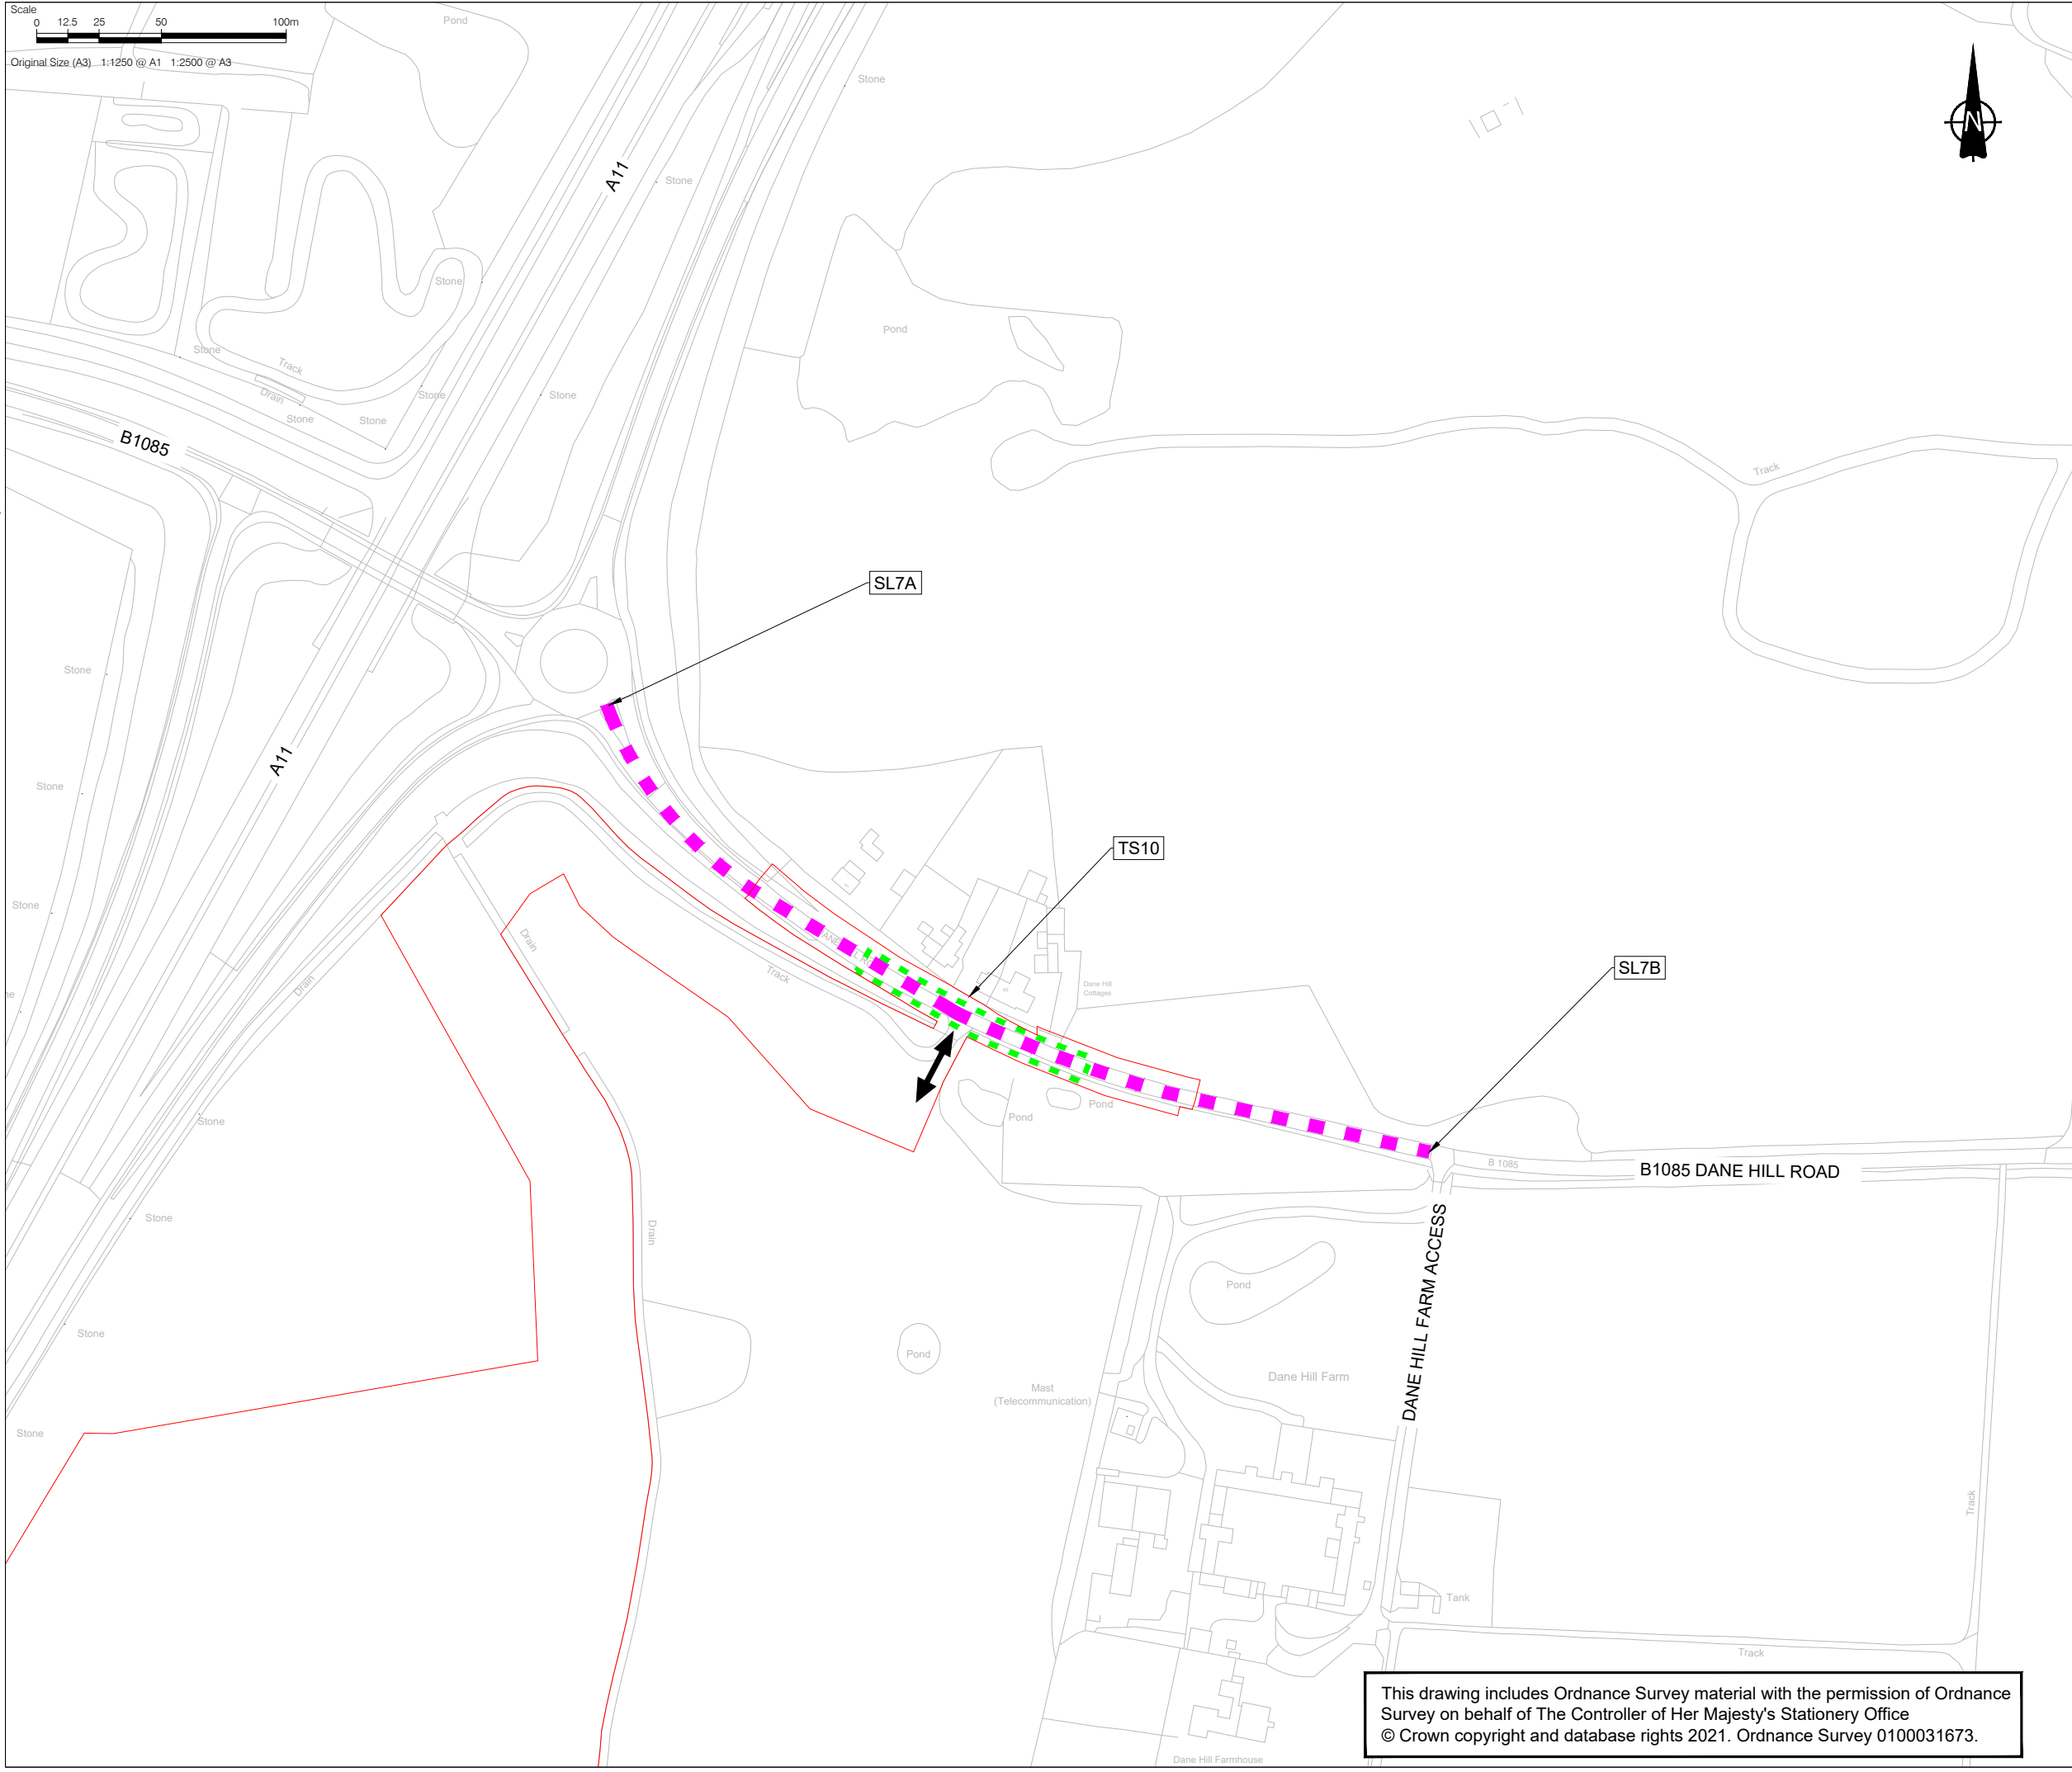 Scale
0 12.5 25 50 100m
Original Size (A3) 1:1250 @ A1 1:2500 @ A3
Pond
Stone
N
A11
Stone
Stone
Pond
Stone
Track
Drain
Stone
Stone
Stone
Stone
B1085
Track
SL7A
Stone
A11
Stone
TS10
Stone
Drain
Track
Drain
Dane Hill
Cottages
SL7B
Stone
Pond
Pond
B 1085
B1085 DANE HILL ROAD
Stone
Drain
DANE HILL FARM ACCESS
Pond
Stone
Pond
Dane Hill Farm
Mast
(Telecommunication)
Stone
Track
Tank
Track
This drawing includes Ordnance Survey material with the permission of Ordnance
Survey on behalf of The Controller of Her Majesty's Stationery Office
© Crown copyright and database rights 2021. Ordnance Survey 0100031673.
Dane Hill Farmhouse